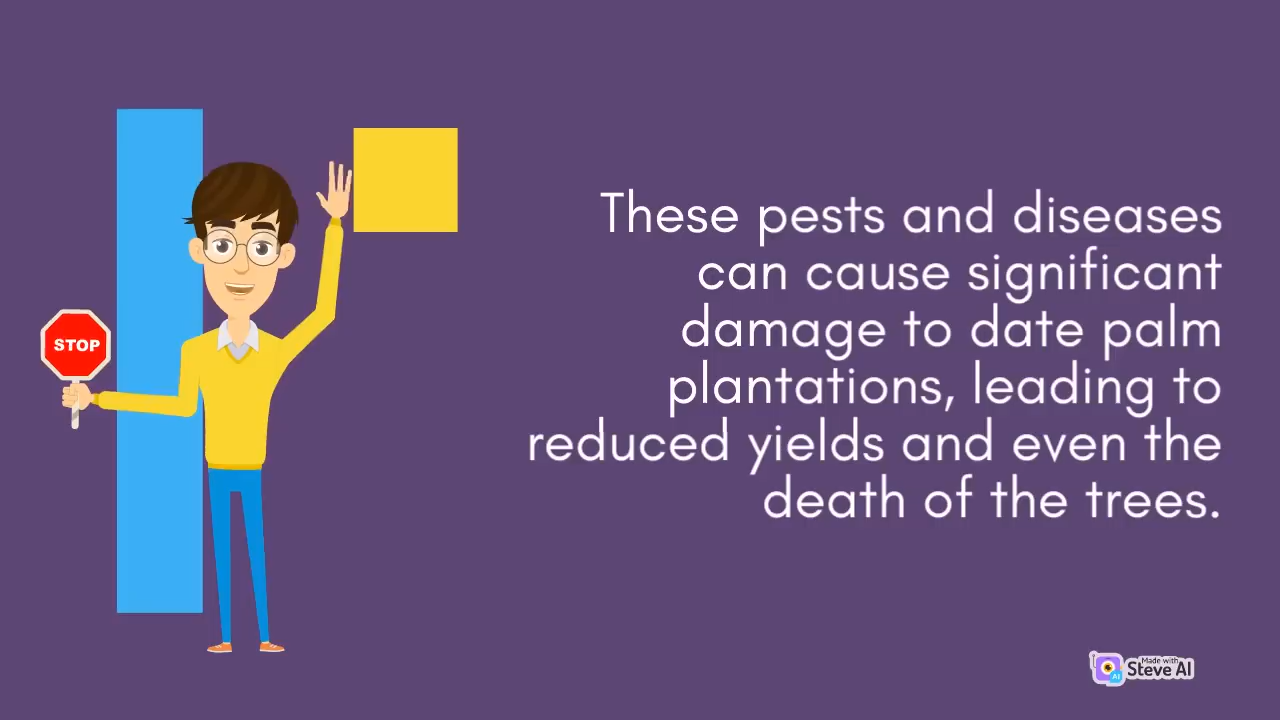 These pests and diseases
can cause significant
damage to date palm
plantations, leading to
reduced yields and even the
death of the trees.
STOP
Made with
Steve AI
AI